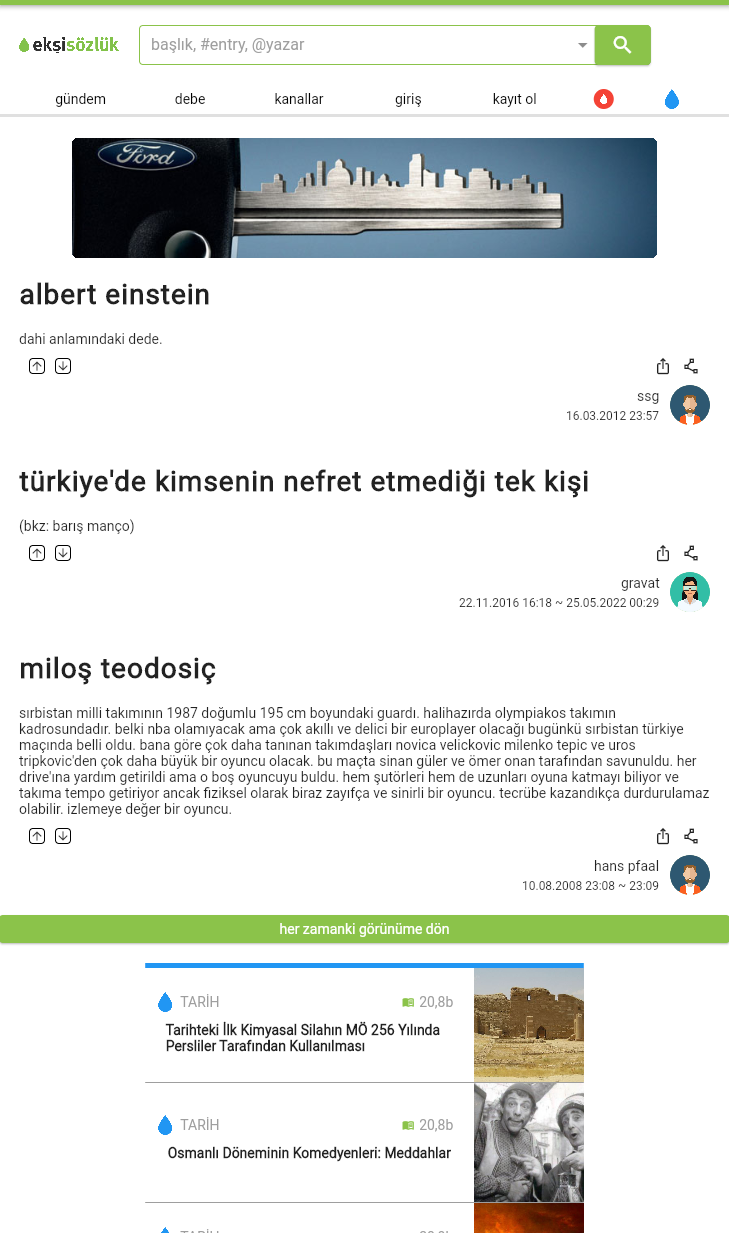 ekşisözlük
başlık, #entry, @yazar
gündem debe kanallar giriş kayıt ol
Ford
albert einstein
dahi anlamındaki dede.
ssg
16.03.2012 23:57
türkiye'de kimsenin nefret etmediği tek kişi
(bkz: barış manço)
gravat
22.11.2016 16:18 ~ 25.05.2022 00:29
miloş teodosiç
sırbistan milli takımının 1987 doğumlu 195 cm boyundaki guardı. halihazırda olympiakos takımın
kadrosundadır. belki nba olamıyacak ama çok akıllı ve delici bir europlayer olacağı bugünkü sırbistan türkiye
maçında belli oldu. bana göre çok daha tanınan takımdaşları novica velickovic milenko tepic ve uros
tripkovic'den çok daha büyük bir oyuncu olacak. bu maçta sinan güler ve ömer onan tarafından savunuldu. her
drive'ına yardım getirildi ama o boş oyuncuyu buldu. hem şutörleri hem de uzunları oyuna katmayı biliyor ve
takıma tempo getiriyor ancak fiziksel olarak biraz zayıfça ve sinirli bir oyuncu. tecrübe kazandıkça durdurulamaz
olabilir. izlemeye değer bir oyuncu.
hans pfaal
10.08.2008 23:08 ~ 23:09
her zamanki görünüme dön
TARİH 20,8b
Tarihteki İlk Kimyasal Silahın MÖ 256 Yılında
Persliler Tarafından Kullanılması
TARİH 20,8b
Osmanlı Döneminin Komedyenleri: Meddahlar